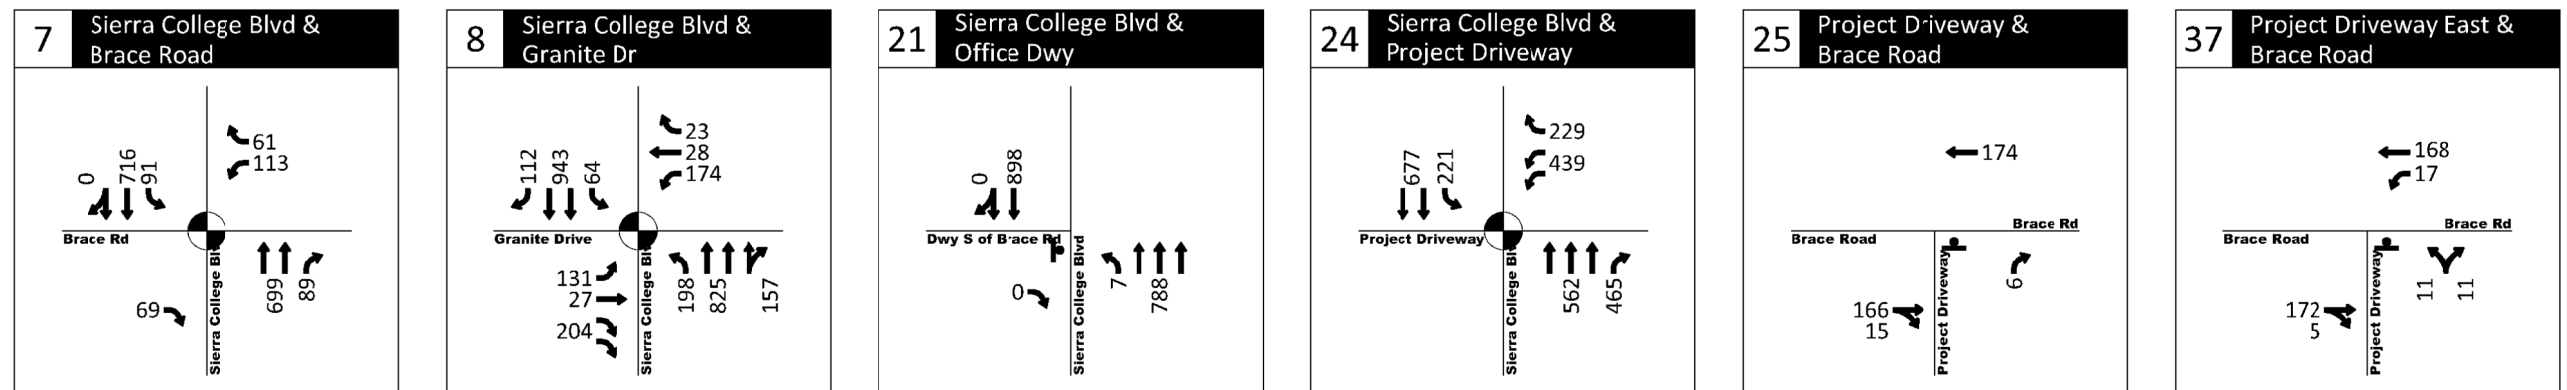 7
Sierra College Blvd &
Brace Road
0
716
91
61
113
Brace Rd
69
699
89
Sierra College Blv
8
Sierra College Blvd &
Granite Dr
112
943
64
23
28
174
Granite Drive
131
27
204
198
825
157
Sierra College Blv
21
Sierra College Blvd &
Office Dwy
0
898
Dwy S of Brace Rd
0
7
788
Sierra College Blvd
24
Sierra College Blvd &
Project Driveway
677
221
229
439
Project Driveway
562
465
Sierra College Blv
25
Project Driveway &
Brace Road
174
Brace Rd
Brace Road
166
15
6
Project Driveway
37
Project Driveway East &
Brace Road
168
17
Brace Rd
Brace Road
172
5
11
11
Project Driveway